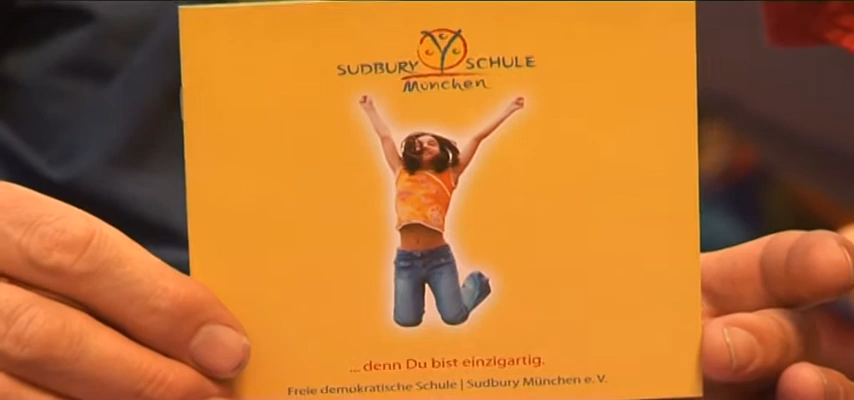 SUDBURY SCHULE
München
... denn Du bist einzigartig.
Freie demokratische Schule | Sudbury München e. V.